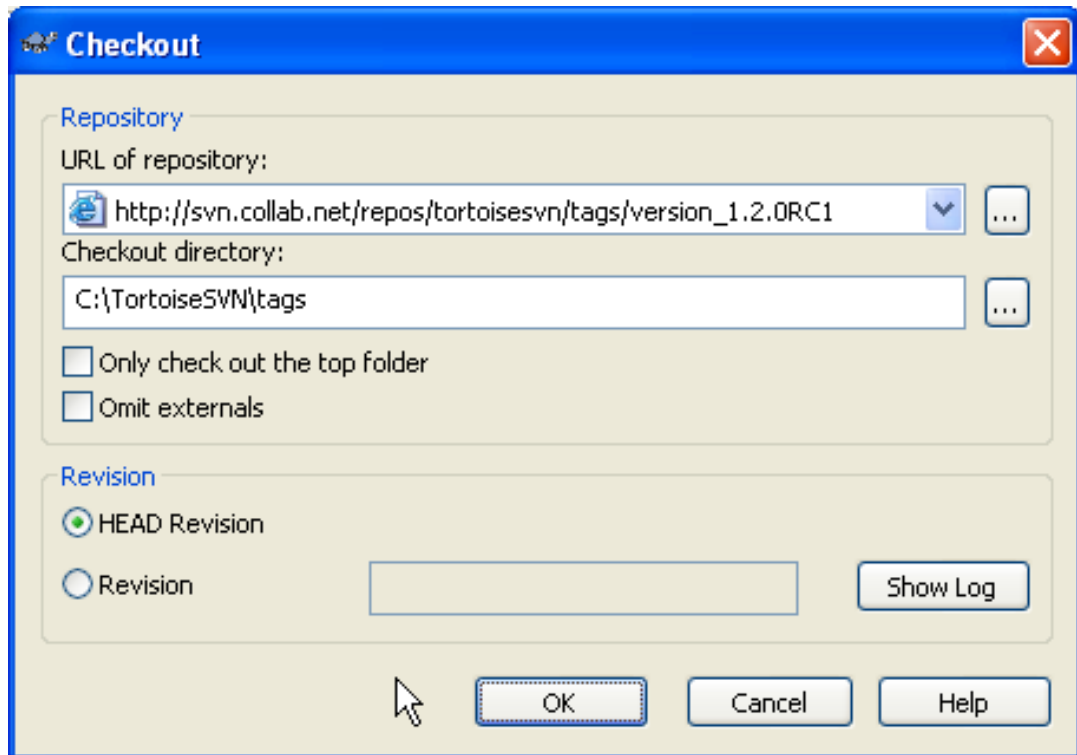 Checkout
Repository
URL of repository:
http://svn.collab.net/repos/tortoisesvn/tags/version_1.2.0RC1
...
Checkout directory:
C:\TortoiseSVN\tags
...
Only check out the top folder
Omit externals
Revision
HEAD Revision
Revision
Show Log
OK
Cancel
Help